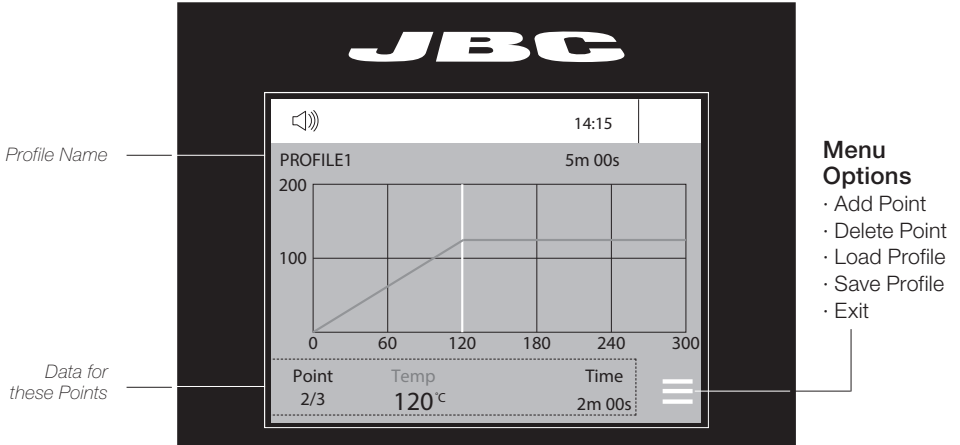 JBC
14:15
Profile Name
PROFILE1 5m 00s
200
100
0 60 120 180 240 300
Data for
these Points
Point Temp Time
2/3 120°C 2m 00s
Menu
Options
· Add Point
· Delete Point
· Load Profile
· Save Profile
· Exit